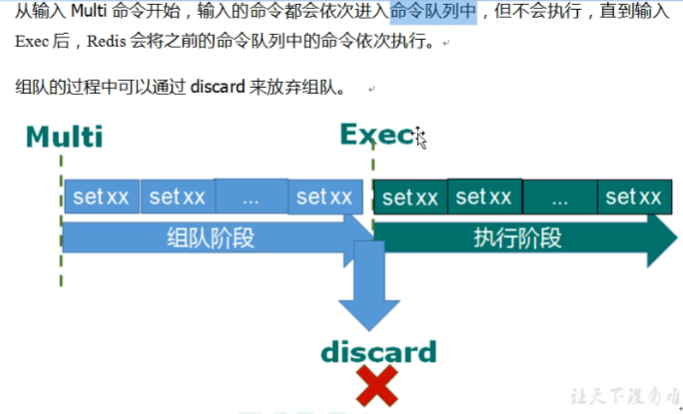 从输入 Multi 命令开始，输入的命令都会依次进入命令队列中，但不会执行，直到输入
Exec 后，Redis 会将之前的命令队列中的命令依次执行。
组队的过程中可以通过 discard 来放弃组队。
Multi
Exec
set xx set xx ... set xx set xx set xx ... set xx
组队阶段 执行阶段
discard
让天下没有难